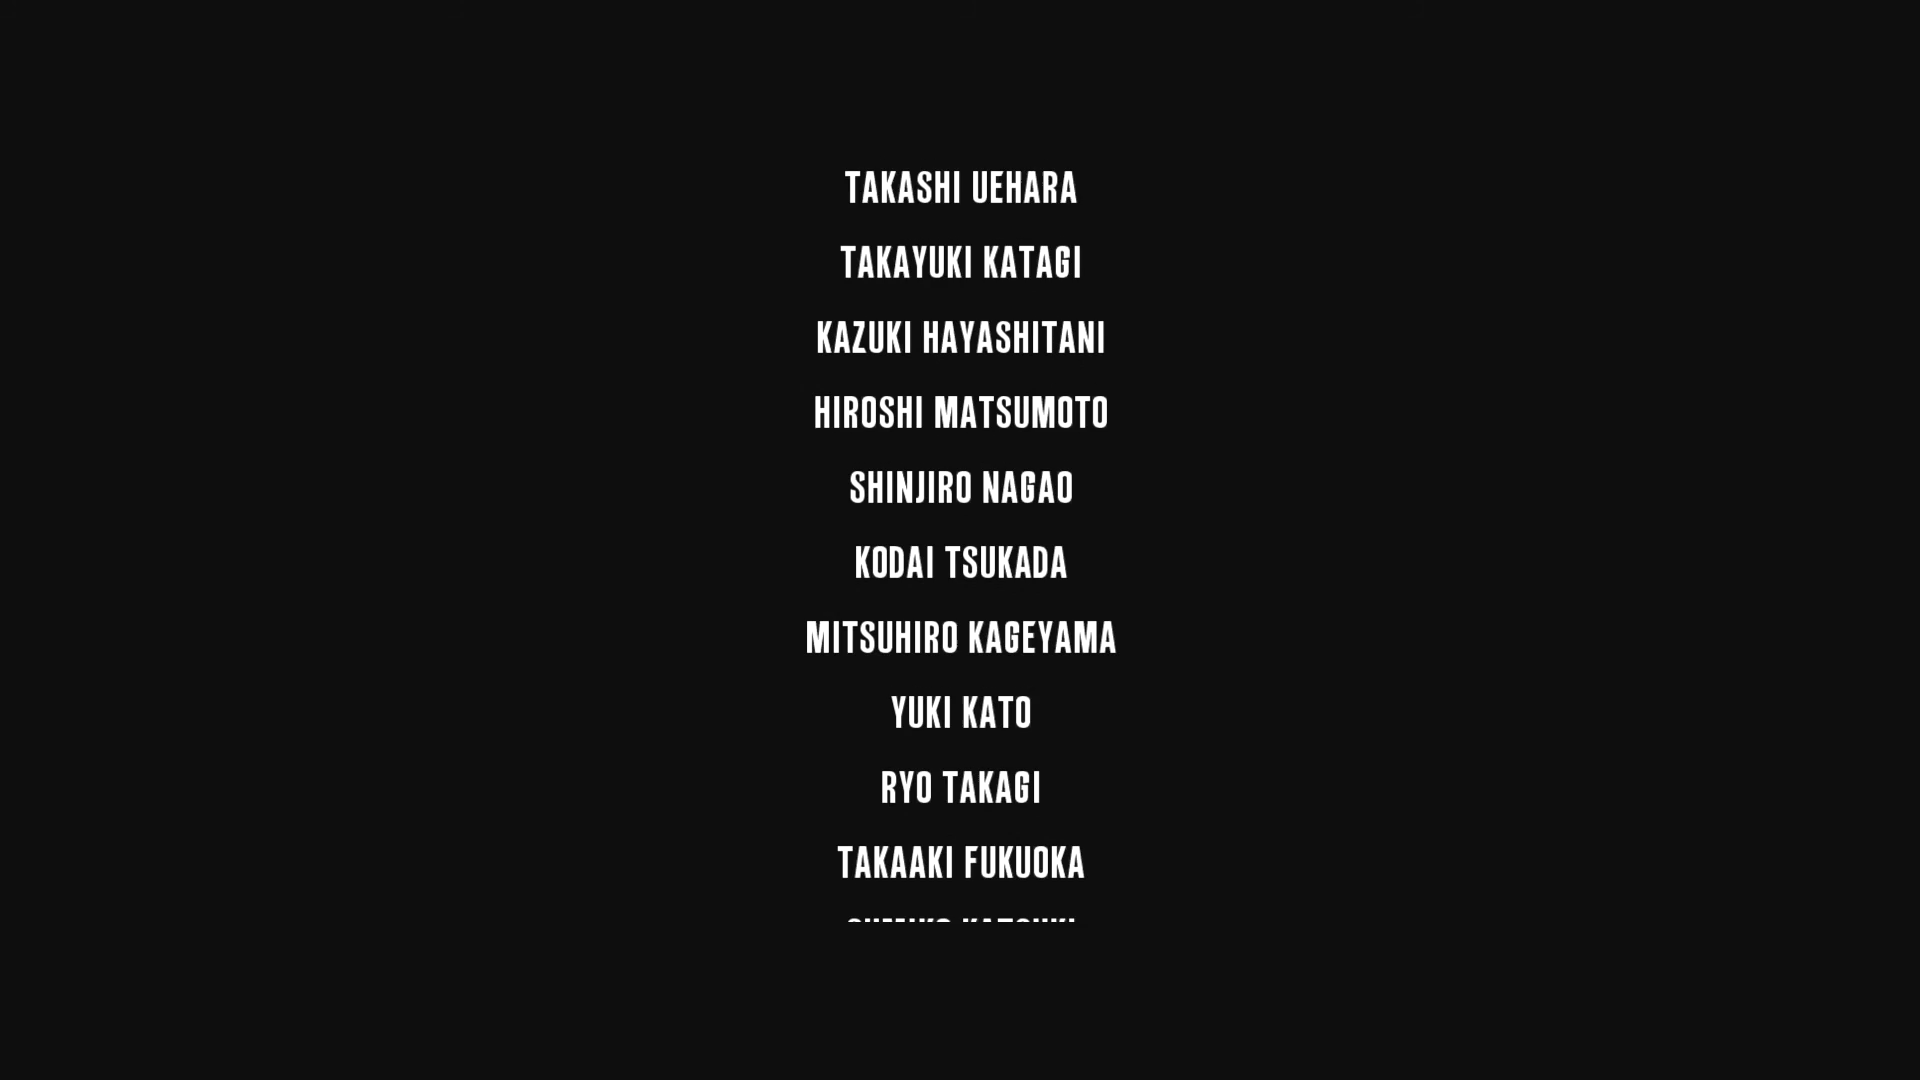 TAKASHI UEHARA
TAKAYUKI KATAGI
KAZUKI HAYASHITANI
HIROSHI MATSUMOTO
SHINJIRO NAGAO
KODAI TSUKADA
MITSUHIRO KAGEYAMA
YUKI KATO
RYO TAKAGI
TAKAAKI FUKUOKA